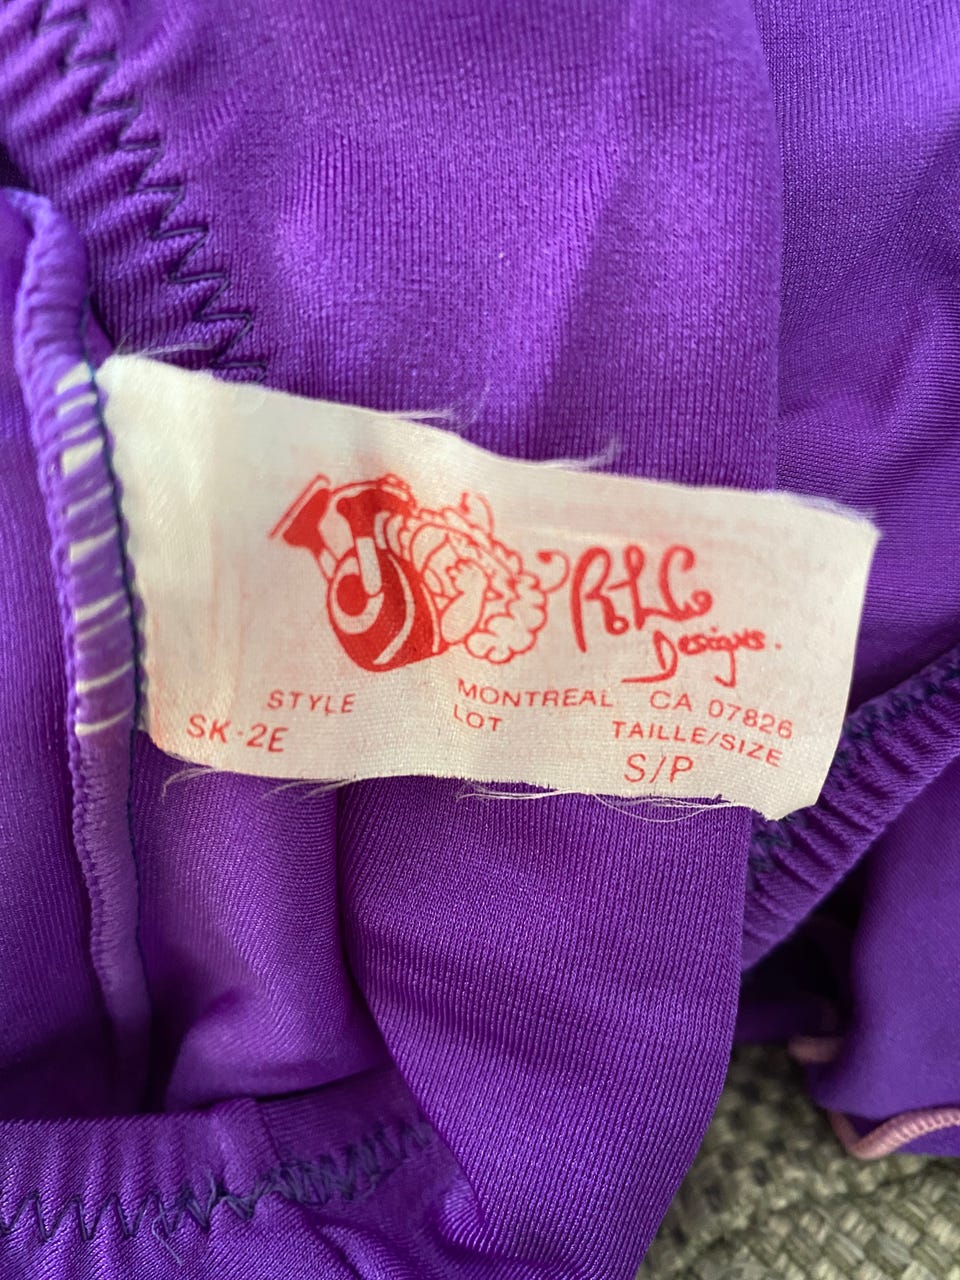 RLC
Designs.
MONTREAL CA 07826
STYLE LOT TAILLE/SIZE
SK-2E S/P